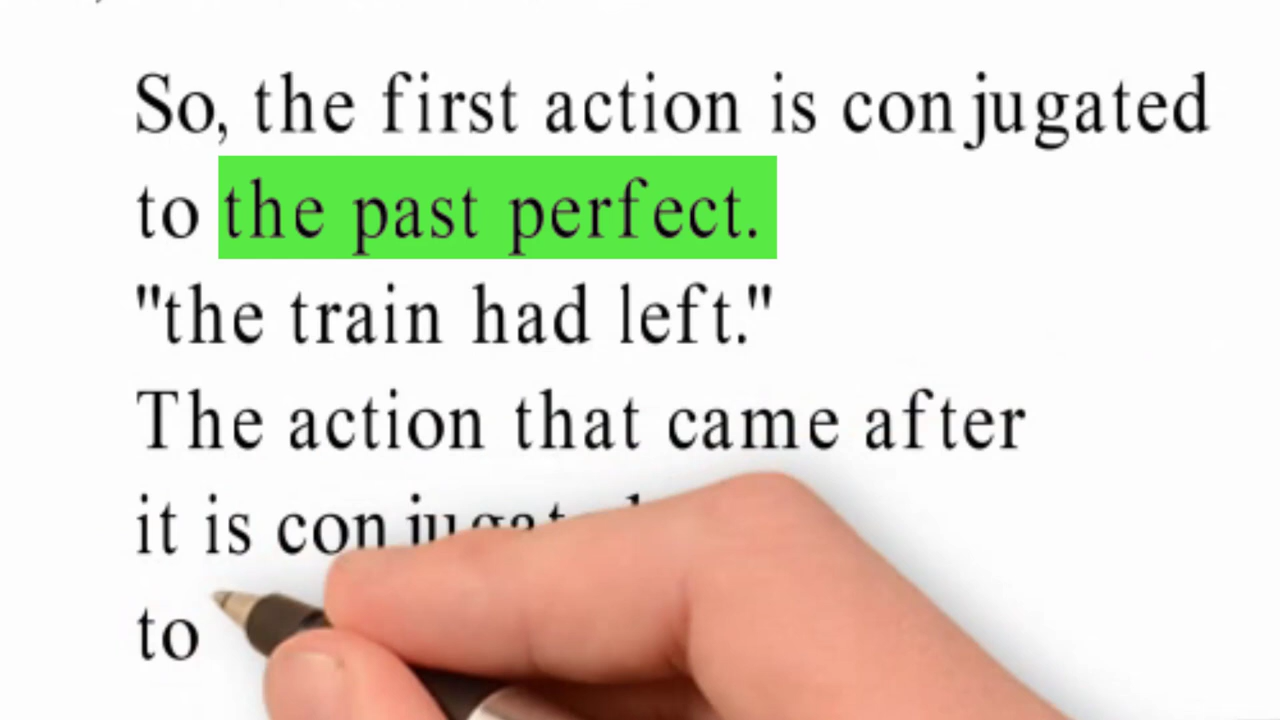 So, the first action is conjugated
to the past perfect.
"the train had left."
The action that came after
it is conjugated
to